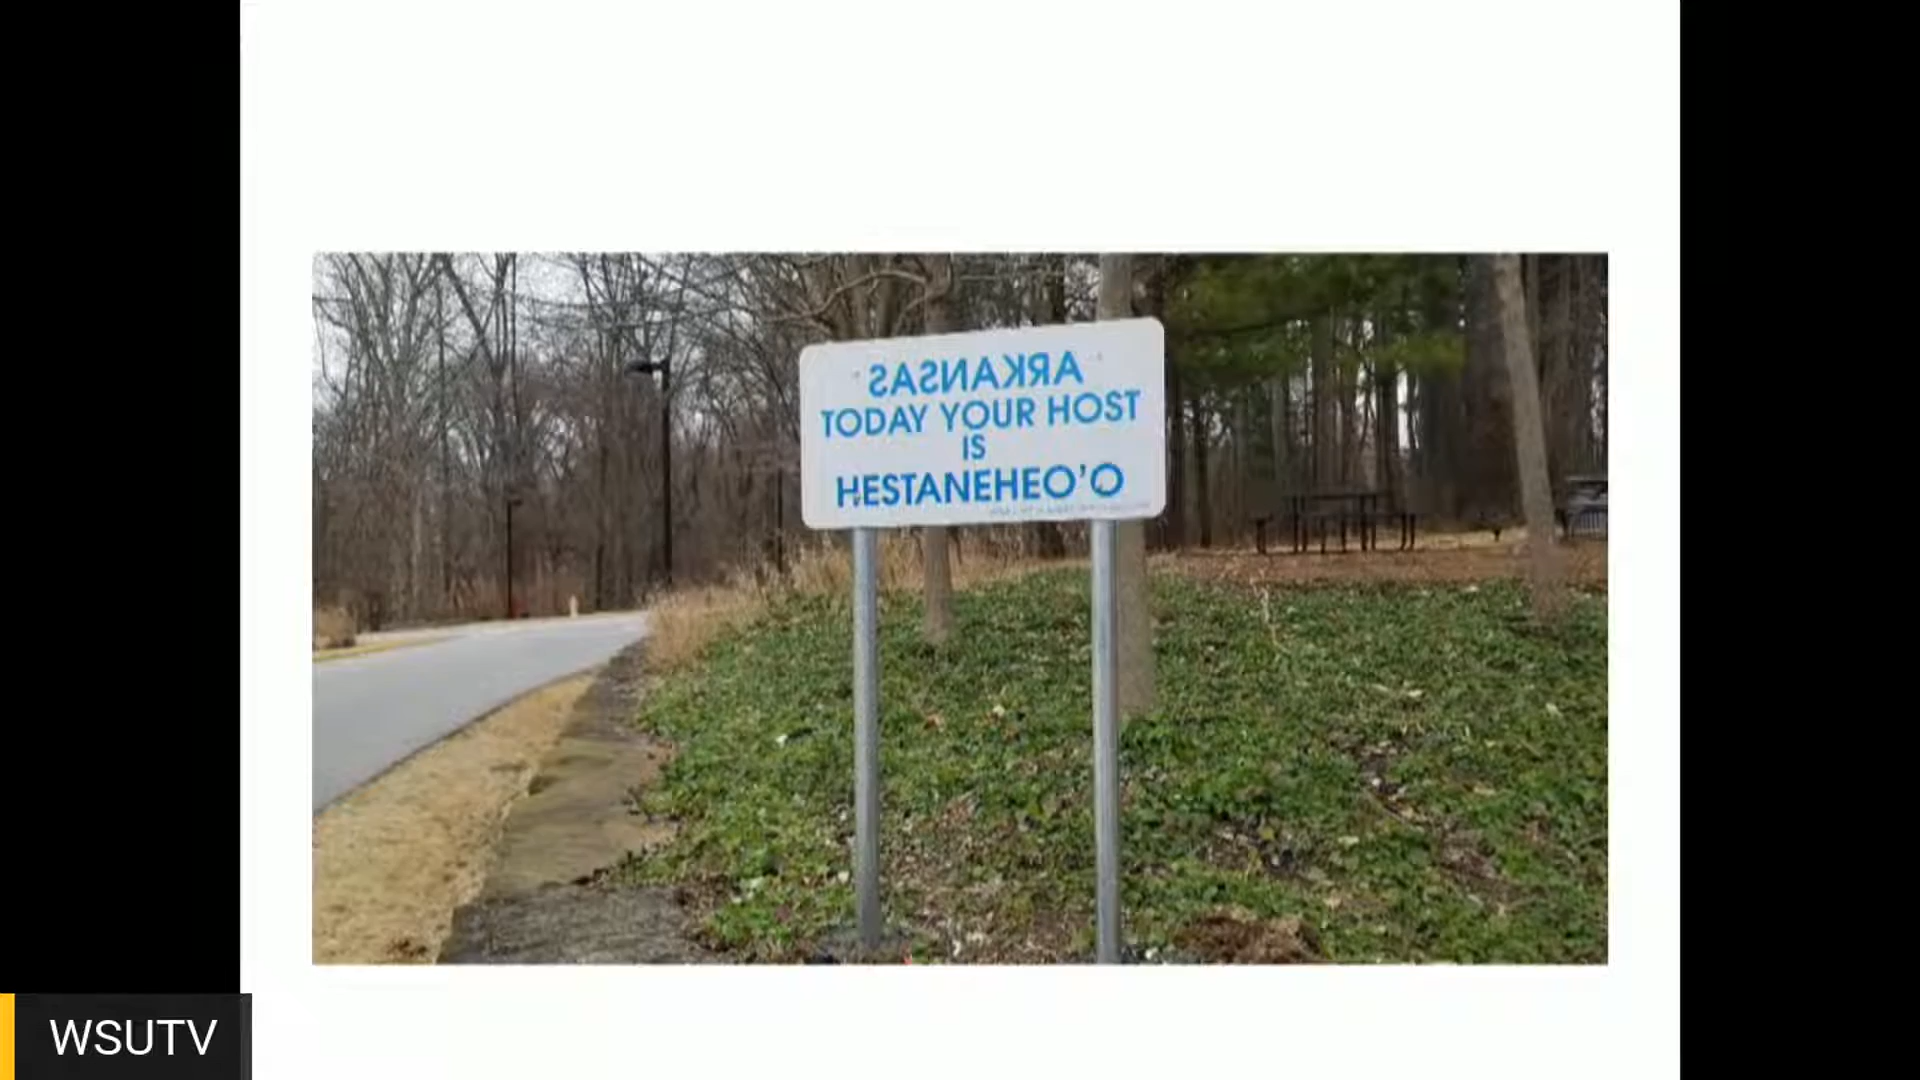 ARKANSAS
TODAY YOUR HOST
IS
HESTANEHEO'O
WSUTV